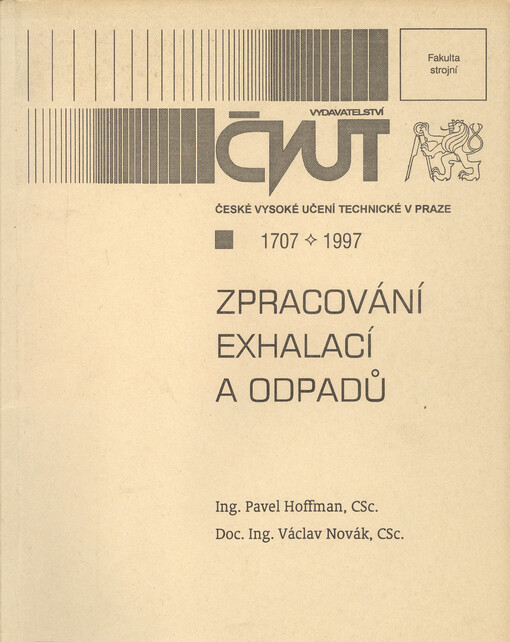 Fakulta
strojní
VYDAVATELSTVÍ
ČVUT
ČESKÉ VYSOKÉ UČENÍ TECHNICKÉ V PRAZE
1707 ✧ 1997
ZPRACOVÁNÍ
EXHALACÍ
A ODPADŮ
Ing. Pavel Hoffman, CSc.
Doc. Ing. Václav Novák, CSc.